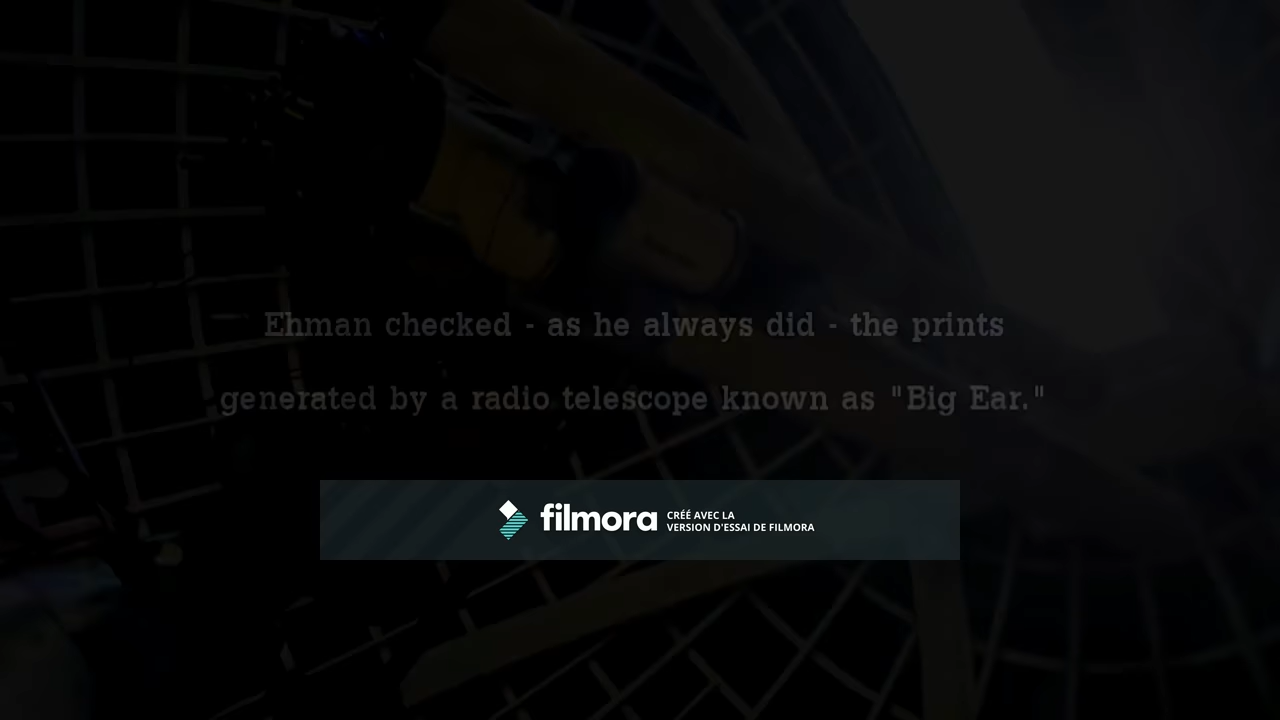 Ehman checked - as he always did - the prints
generated by a radio telescope known as "Big Ear."
filmora
CRÉÉ AVEC LA
VERSION D'ESSAI DE FILMORA